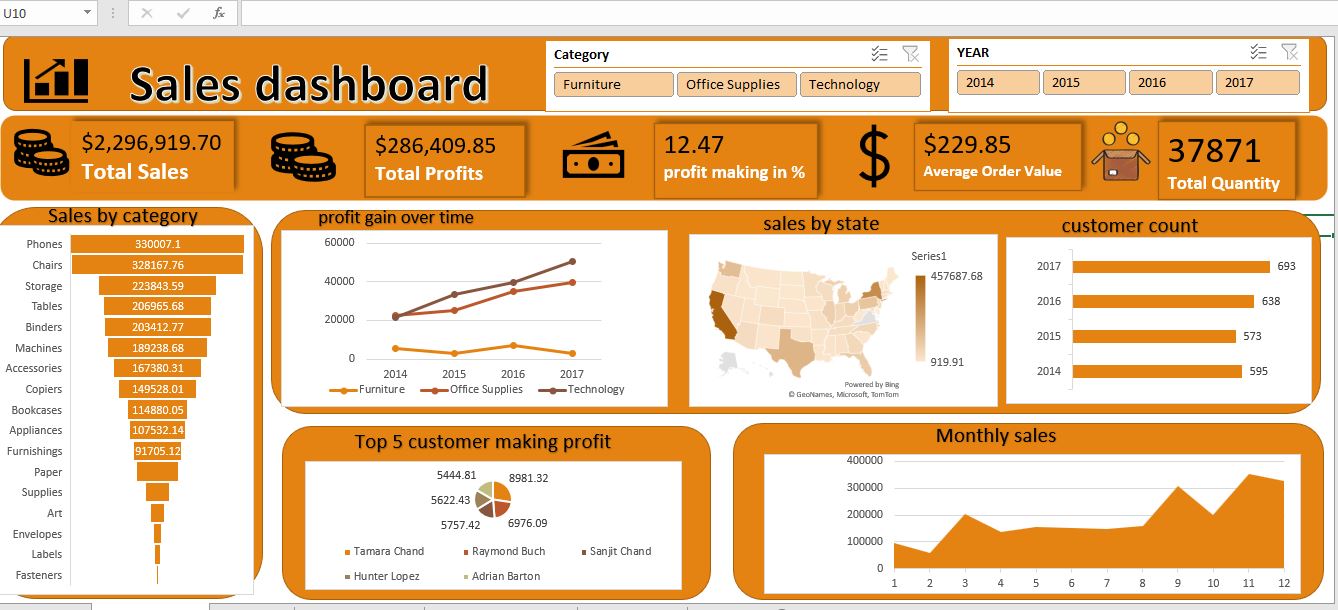 U10
fx
Sales dashboard
Category
Furniture
Office Supplies
Technology
YEAR
2014
2015
2016
2017
$2,296,919.70
Total Sales
$286,409.85
Total Profits
12.47
profit making in %
$229.85
Average Order Value
37871
Total Quantity
Sales by category
Phones 330007.1
Chairs 328167.76
Storage 223843.59
Tables 206965.68
Binders 203412.77
Machines 189238.68
Accessories 167380.31
Copiers 149528.01
Bookcases 114880.05
Appliances 107532.14
Furnishings 91705.12
Paper
Supplies
Art
Envelopes
Labels
Fasteners
profit gain over time
60000
40000
20000
0
2014 2015 2016 2017
Furniture Office Supplies Technology
sales by state
Series1
457687.68
919.91
Powered by Bing
© GeoNames, Microsoft, TomTom
customer count
2017 693
2016 638
2015 573
2014 595
Top 5 customer making profit
5444.81 8981.32
5622.43
5757.42 6976.09
Tamara Chand Raymond Buch Sanjit Chand
Hunter Lopez Adrian Barton
Monthly sales
400000
300000
200000
100000
0
1 2 3 4 5 6 7 8 9 10 11 12